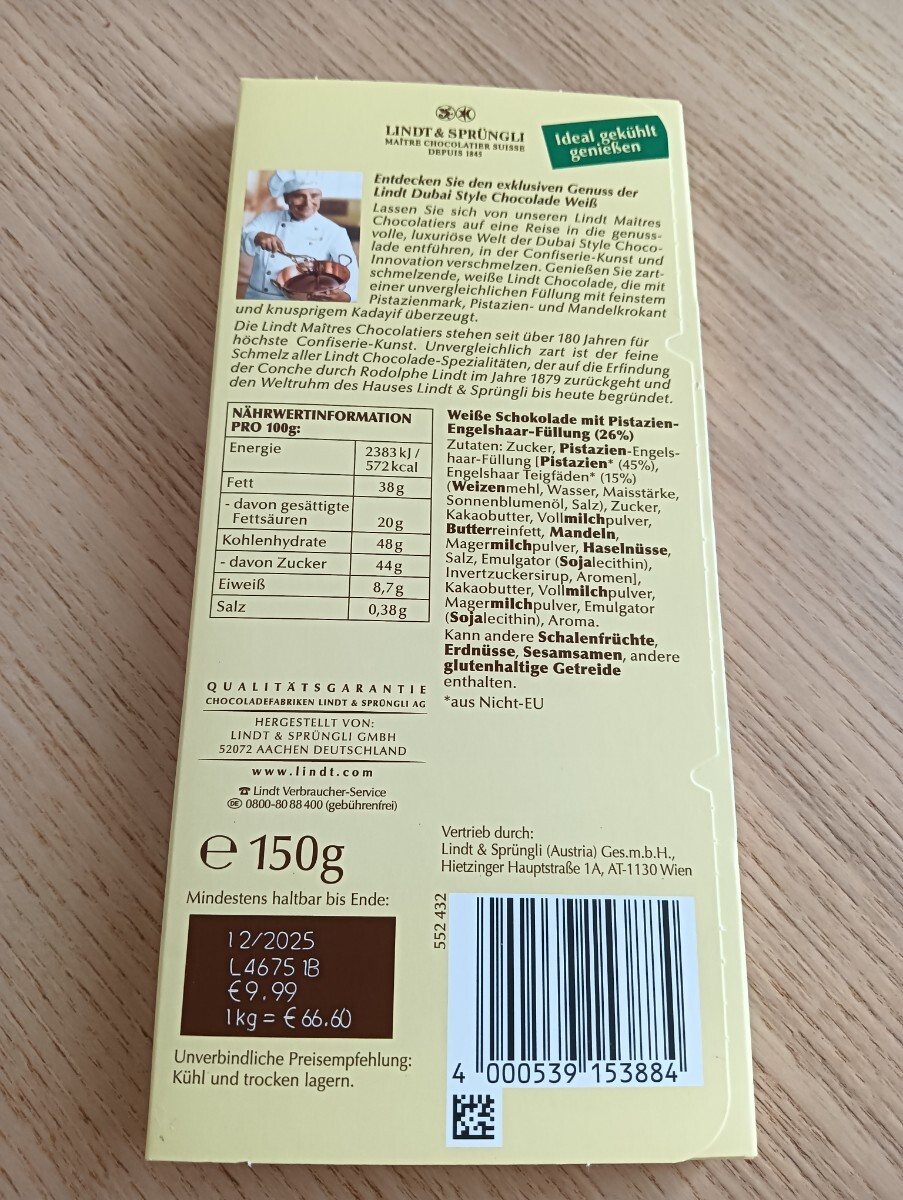 LINDT & SPRÜNGLI
MAÎTRE CHOCOLATIER SUISSE
DEPUIS 1845
Ideal gekühlt
genießen
Entdecken Sie den exklusiven Genuss der
Lindt Dubai Style Chocolade Weiß
Lassen Sie sich von unseren Lindt Maîtres
Chocolatiers auf eine Reise in die genuss-
volle, luxuriöse Welt der Dubai Style Choco-
lade entführen, in der Confiserie-Kunst und
Innovation verschmelzen. Genießen Sie zart-
schmelzende, weiße Lindt Chocolade, die mit
einer unvergleichlichen Füllung mit feinstem
Pistazienmark, Pistazien- und Mandelkrokant
und knusprigem Kadayif überzeugt.
Die Lindt Maîtres Chocolatiers stehen seit über 180 Jahren für
höchste Confiserie-Kunst. Unvergleichlich zart ist der feine
Schmelz aller Lindt Chocolade-Spezialitäten, der auf die Erfindung
der Conche durch Rodolphe Lindt im Jahre 1879 zurückgeht und
den Weltruhm des Hauses Lindt & Sprüngli bis heute begründet.
NÄHRWERTINFORMATION
PRO 100g:
Energie 2383 kJ /
572 kcal
Fett 38 g
- davon gesättigte
Fettsäuren 20 g
Kohlenhydrate 48 g
- davon Zucker 44 g
Eiweiß 8,7 g
Salz 0,38 g
Weiße Schokolade mit Pistazien-
Engelshaar-Füllung (26%)
Zutaten: Zucker, Pistazien-Engels-
haar-Füllung [Pistazien* (45%),
Engelshaar Teigfäden* (15%)
(Weizenmehl, Wasser, Maisstärke,
Sonnenblumenöl, Salz), Zucker,
Kakaobutter, Vollmilchpulver,
Butterreinfett, Mandeln,
Magermilchpulver, Haselnüsse,
Salz, Emulgator (Sojalecithin),
Invertzuckersirup, Aromen],
Kakaobutter, Vollmilchpulver,
Magermilchpulver, Emulgator
(Sojalecithin), Aroma.
Kann andere Schalenfrüchte,
Erdnüsse, Sesamsamen, andere
glutenhaltige Getreide
enthalten.
*aus Nicht-EU
QUALITÄTSGARANTIE
CHOCOLADEFABRIKEN LINDT & SPRÜNGLI AG
HERGESTELLT VON:
LINDT & SPRÜNGLI GMBH
52072 AACHEN DEUTSCHLAND
www.lindt.com
☎ Lindt Verbraucher-Service
DE 0800-80 88 400 (gebührenfrei)
℮ 150g
Mindestens haltbar bis Ende:
12/2025
L4675 1B
€9.99
1kg = € 66.60
Unverbindliche Preisempfehlung:
Kühl und trocken lagern.
Vertrieb durch:
Lindt & Sprüngli (Austria) Ges.m.b.H.,
Hietzinger Hauptstraße 1A, AT-1130 Wien
552 432
4 000539 153884